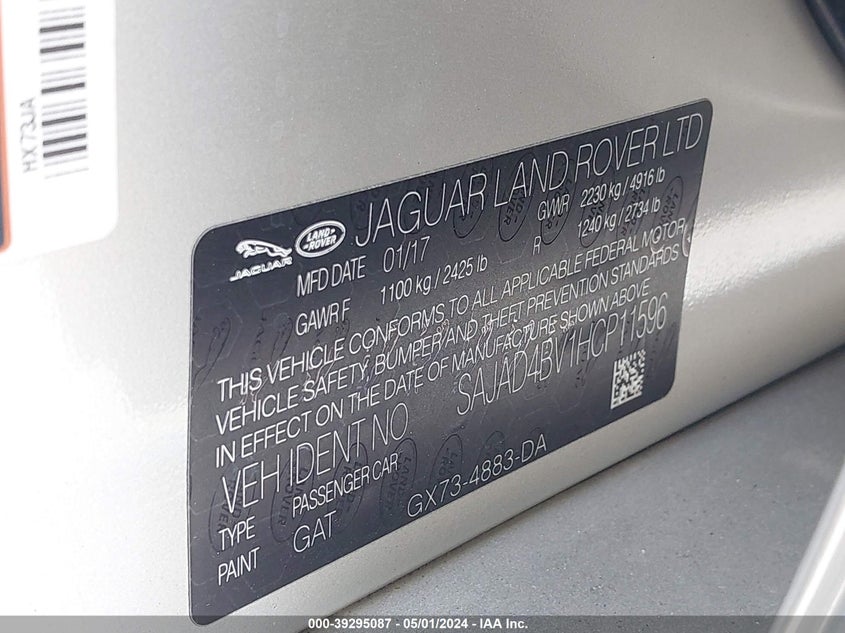 HX73JA
JAGUAR
LAND
ROVER
JAGUAR LAND ROVER LTD
MFD DATE 01/17 GVWR 2230 kg / 4916 lb
GAWR F 1100 kg / 2425 lb R 1240 kg / 2734 lb
THIS VEHICLE CONFORMS TO ALL APPLICABLE FEDERAL MOTOR
VEHICLE SAFETY, BUMPER AND THEFT PREVENTION STANDARDS
IN EFFECT ON THE DATE OF MANUFACTURE SHOWN ABOVE
VEH IDENT NO SAJAD4BV1HCP11596
TYPE PASSENGER CAR
PAINT GAT GX73-4883-DA
000-39295087 - 05/01/2024 - IAA Inc.